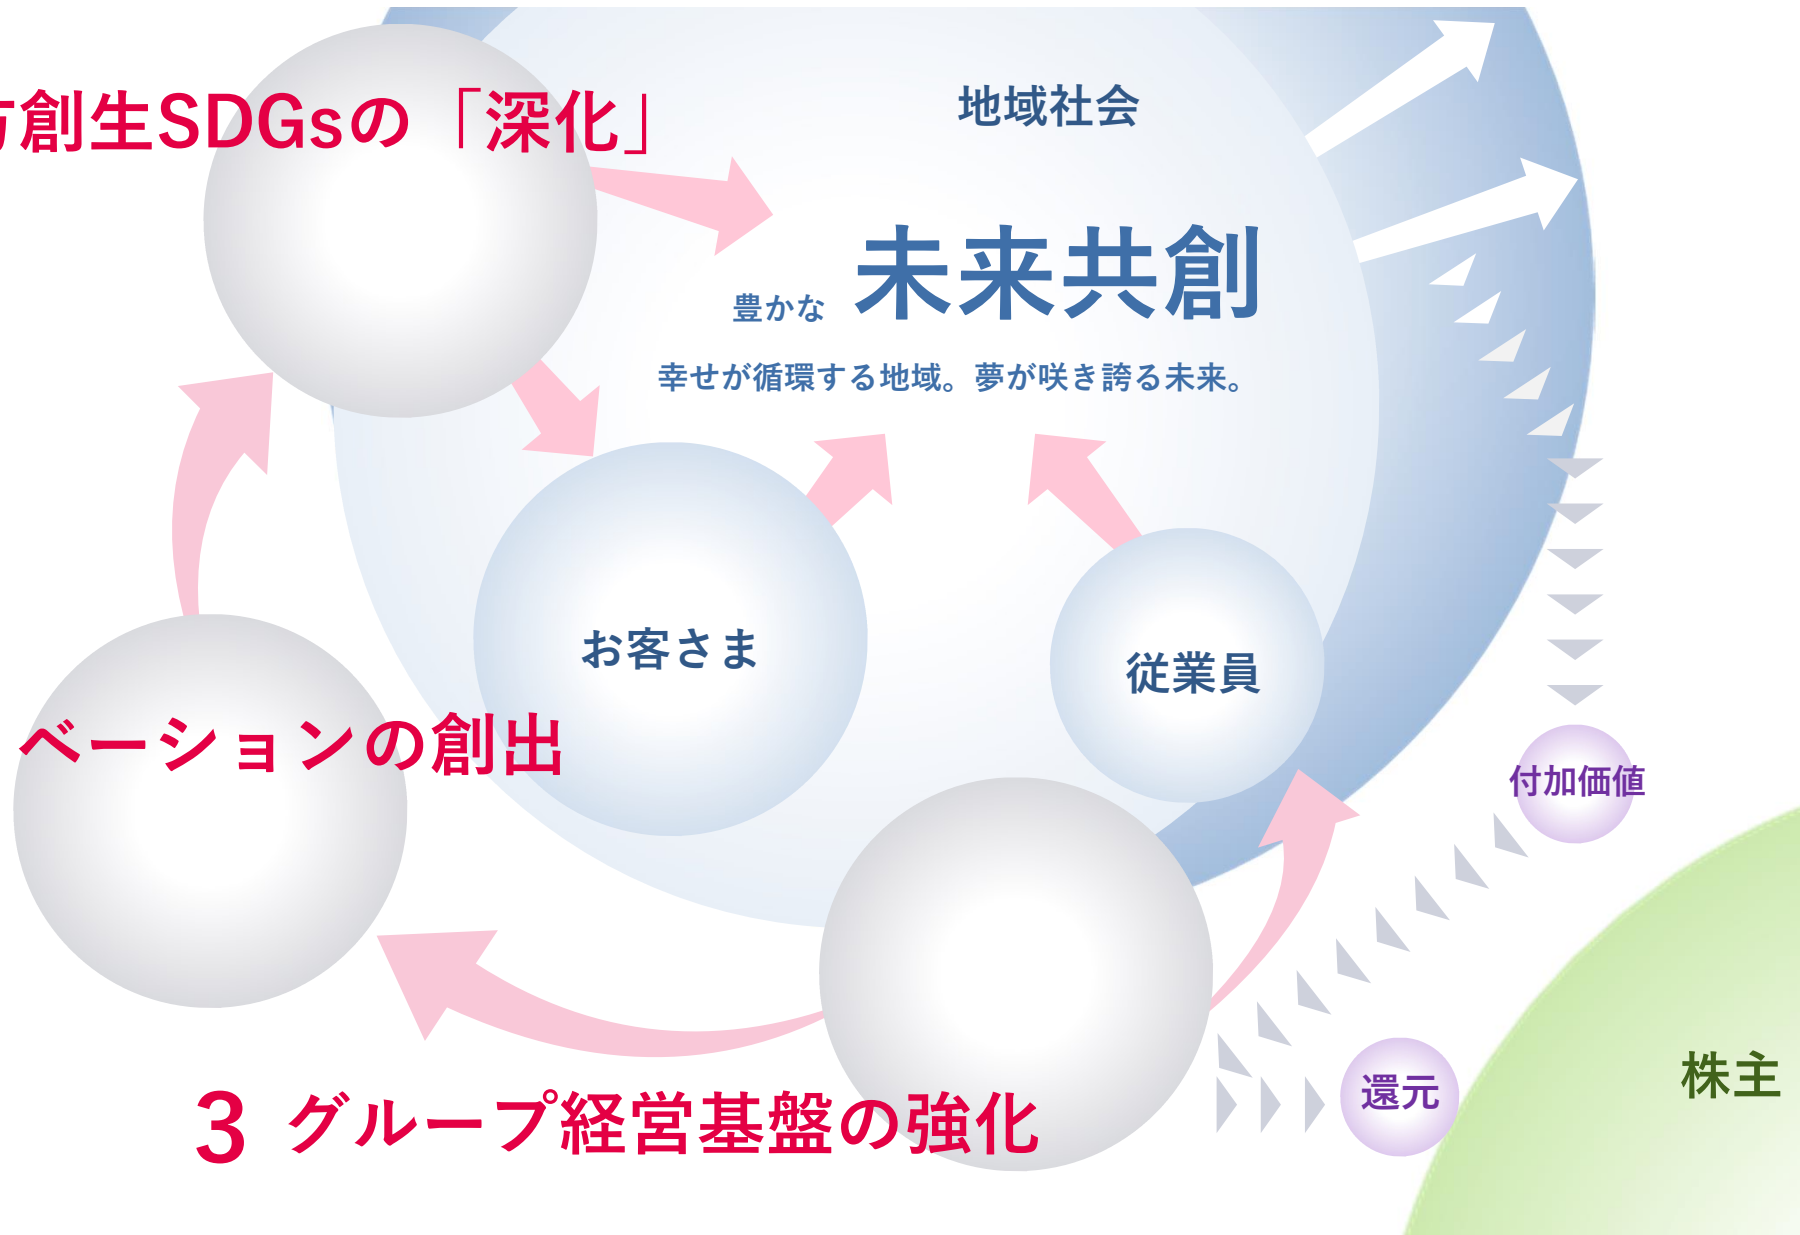 地域社会
方創生SDGsの「深化」
豊かな 未来共創
幸せが循環する地域。夢が咲き誇る未来。
お客さま
従業員
ベーションの創出
付加価値
株主
還元
3 グループ経営基盤の強化